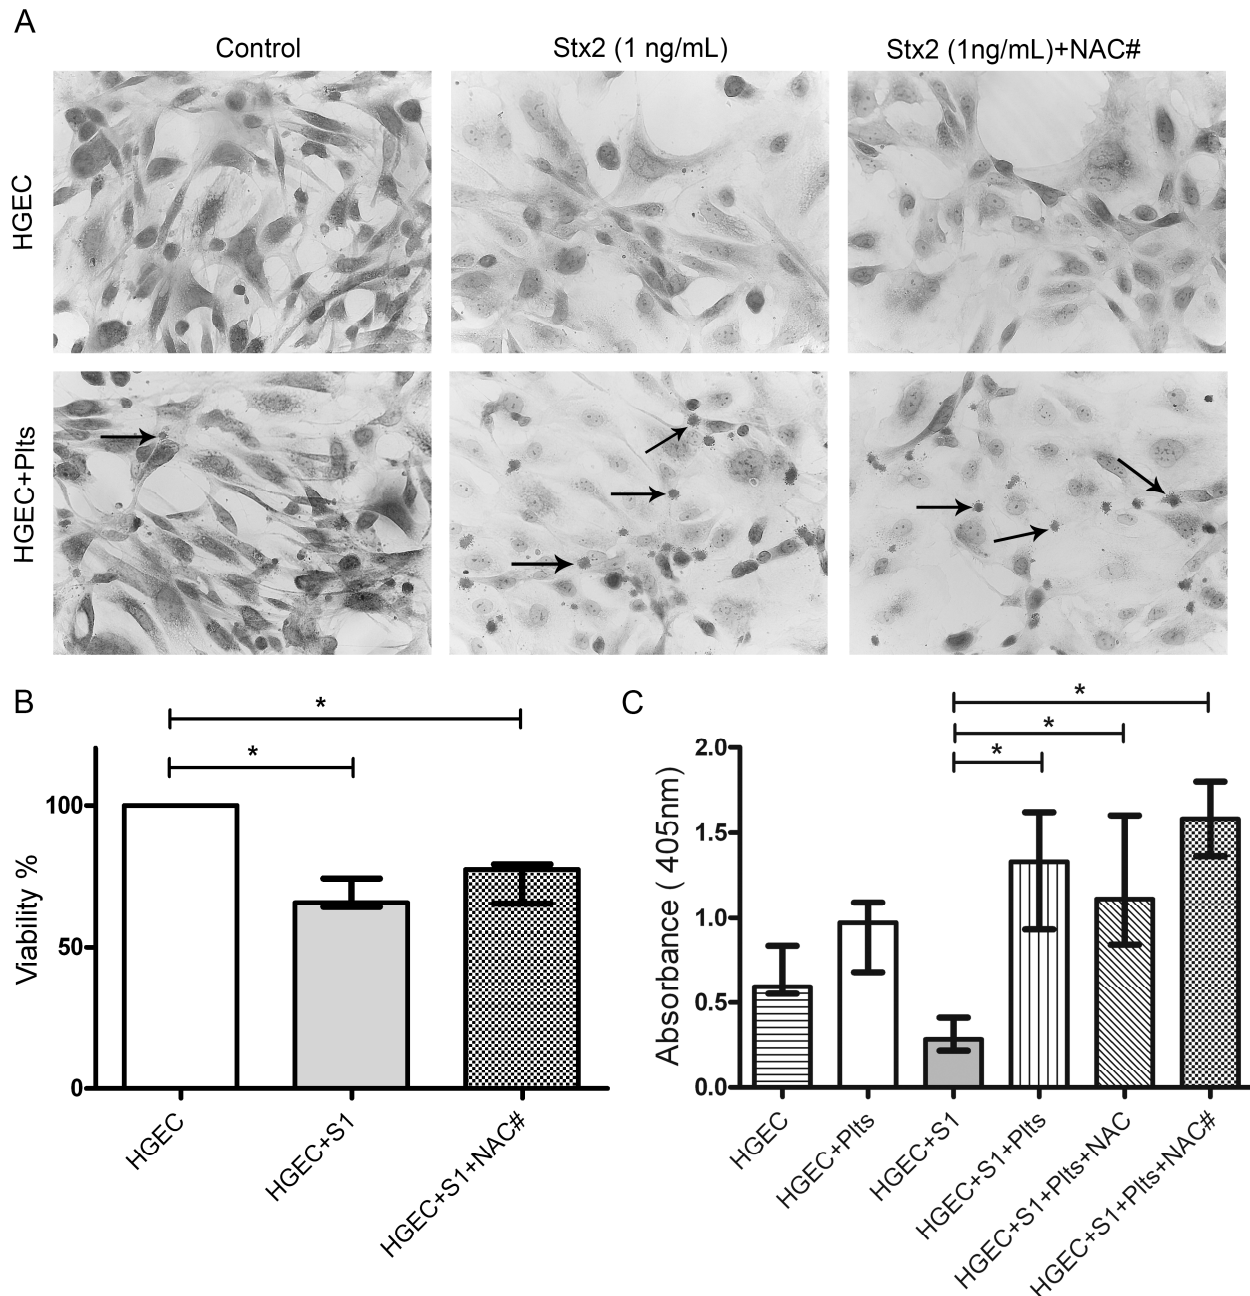 A
Control
Stx2 (1 ng/mL)
Stx2 (1ng/mL)+NAC#
HGEC
HGEC+Plts
B
*
*
Viability %
100
50
0
HGEC
HGEC+S1
HGEC+S1+NAC#
C
*
*
*
Absorbance ( 405nm)
2.0
1.5
1.0
0.5
0.0
HGEC
HGEC+Plts
HGEC+S1
HGEC+S1+Plts
HGEC+S1+Plts+NAC
HGEC+S1+Plts+NAC#